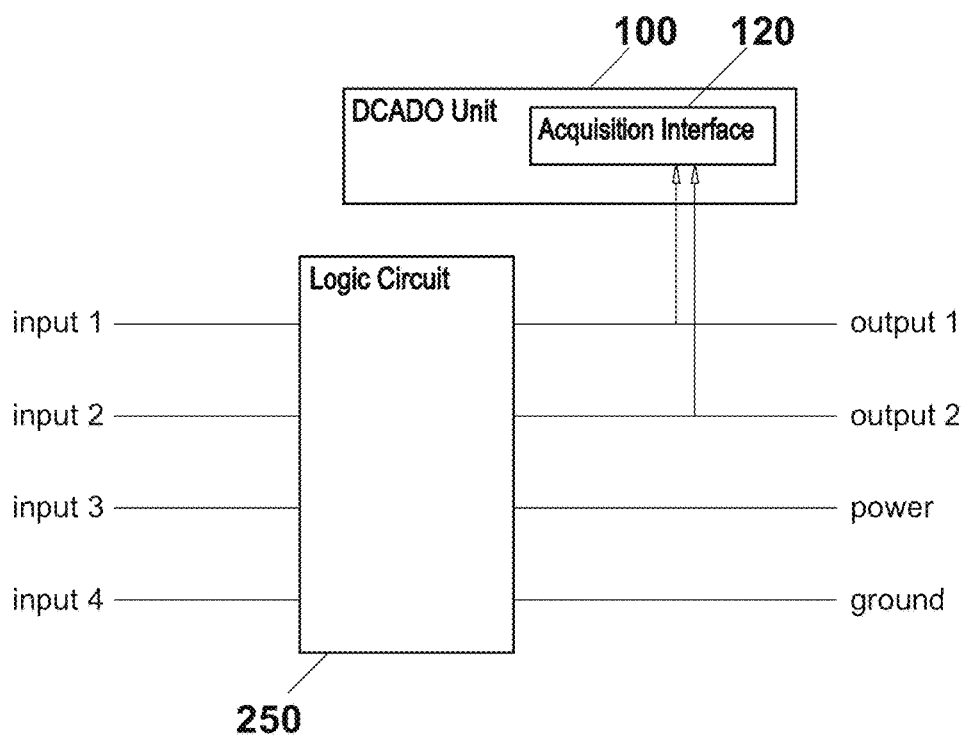 100 120
DCADO Unit
Acquisition Interface
Logic Circuit
input 1
output 1
input 2
output 2
input 3
power
input 4
ground
250